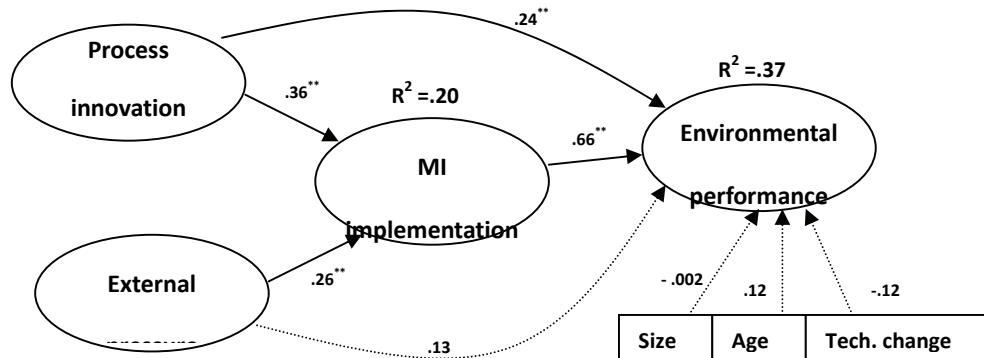 .24**
Process
innovation
R² =.37
.36**
R² =.20
Environmental
performance
.66**
MI
implementation
External
.26**
- .002
.12
-.12
.13
Size
Age
Tech. change